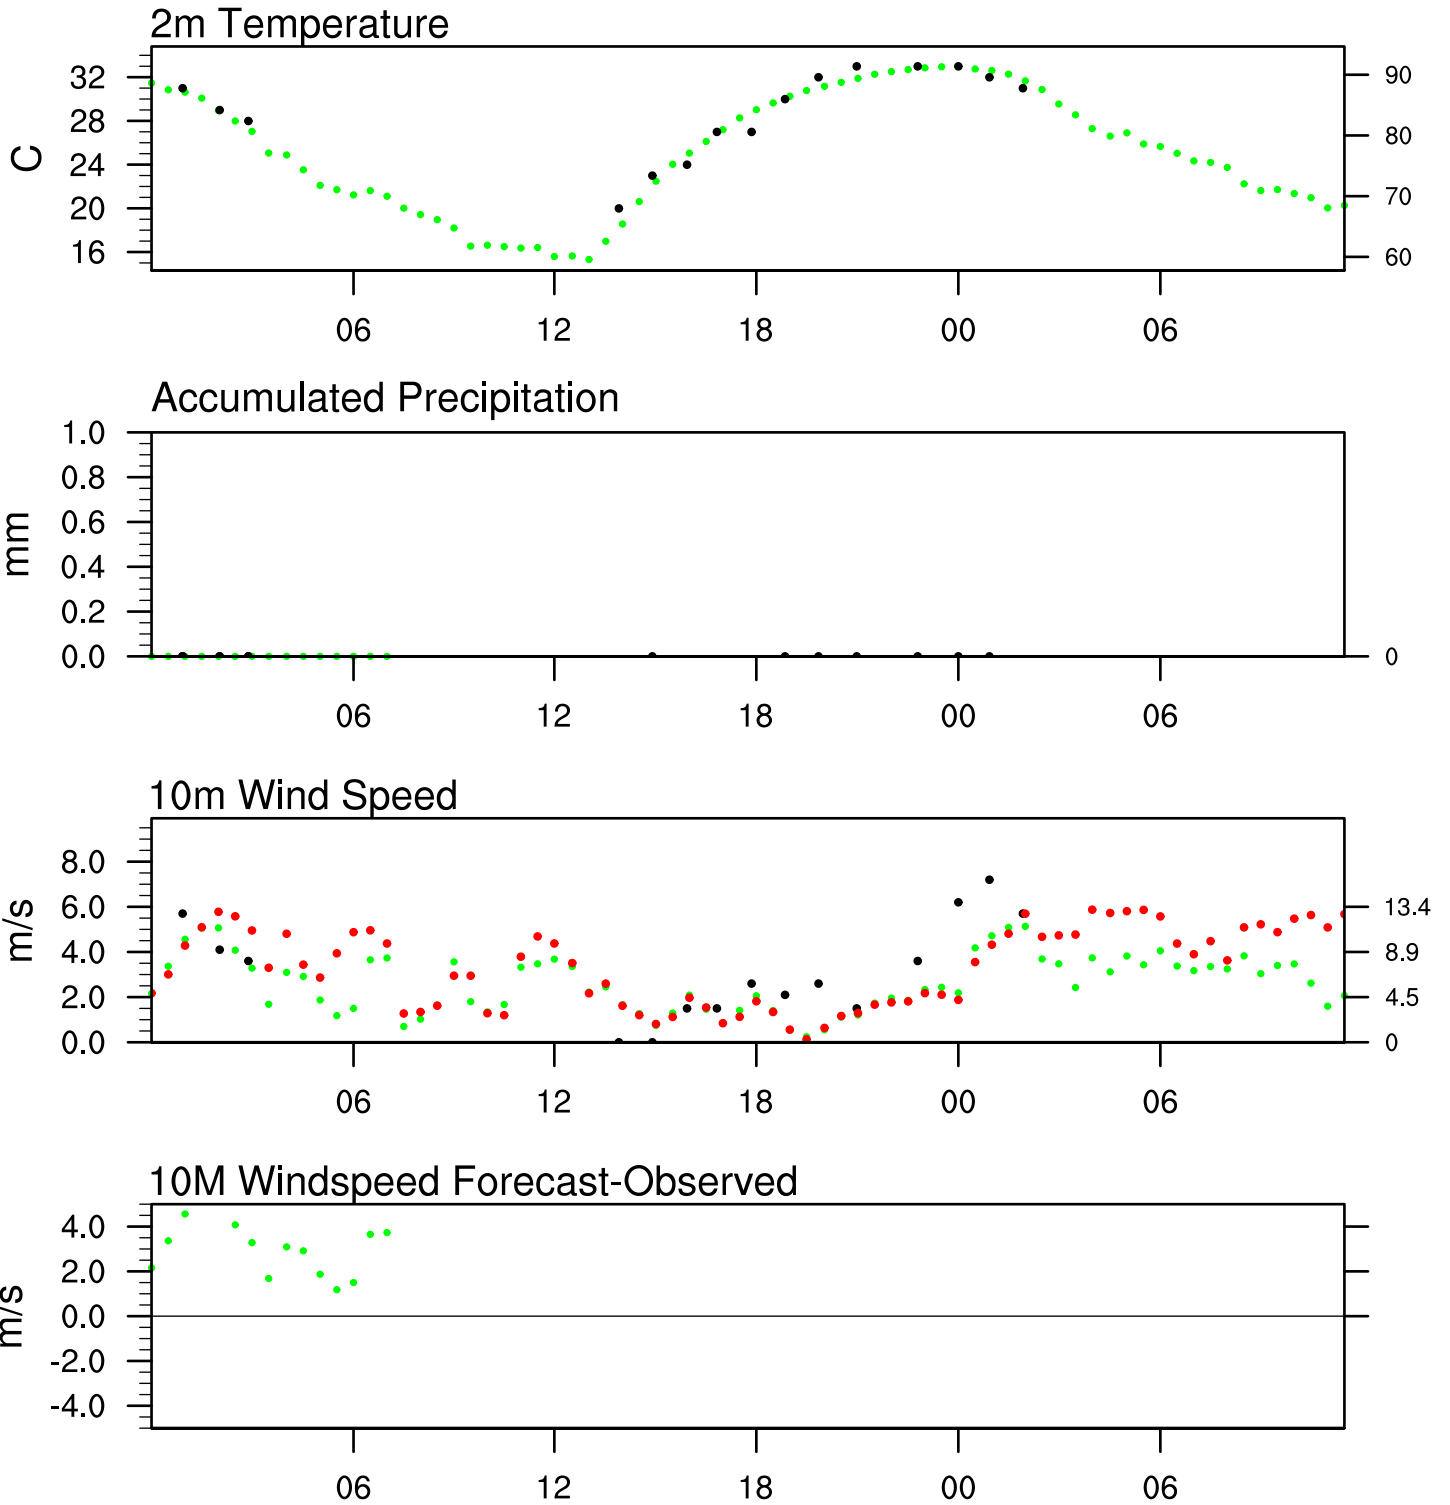 2m Temperature
32
28
24
20
16
C
90
80
70
60
06 12 18 00 06
Accumulated Precipitation
1.0
0.8
0.6
0.4
0.2
0.0
mm
0
06 12 18 00 06
10m Wind Speed
8.0
6.0
4.0
2.0
0.0
m/s
13.4
8.9
4.5
0
06 12 18 00 06
10M Windspeed Forecast-Observed
4.0
2.0
0.0
-2.0
-4.0
m/s
06 12 18 00 06